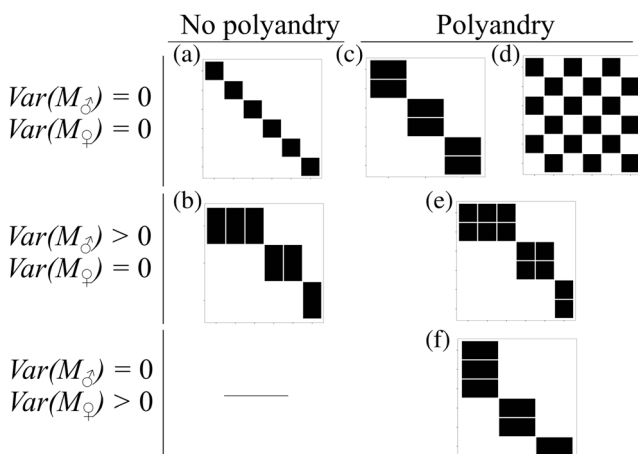 No polyandry Polyandry
(a) (c) (d)
Var(M♂) = 0
Var(M♀) = 0
(b) (e)
Var(M♂) > 0
Var(M♀) = 0
(f)
Var(M♂) = 0
Var(M♀) > 0